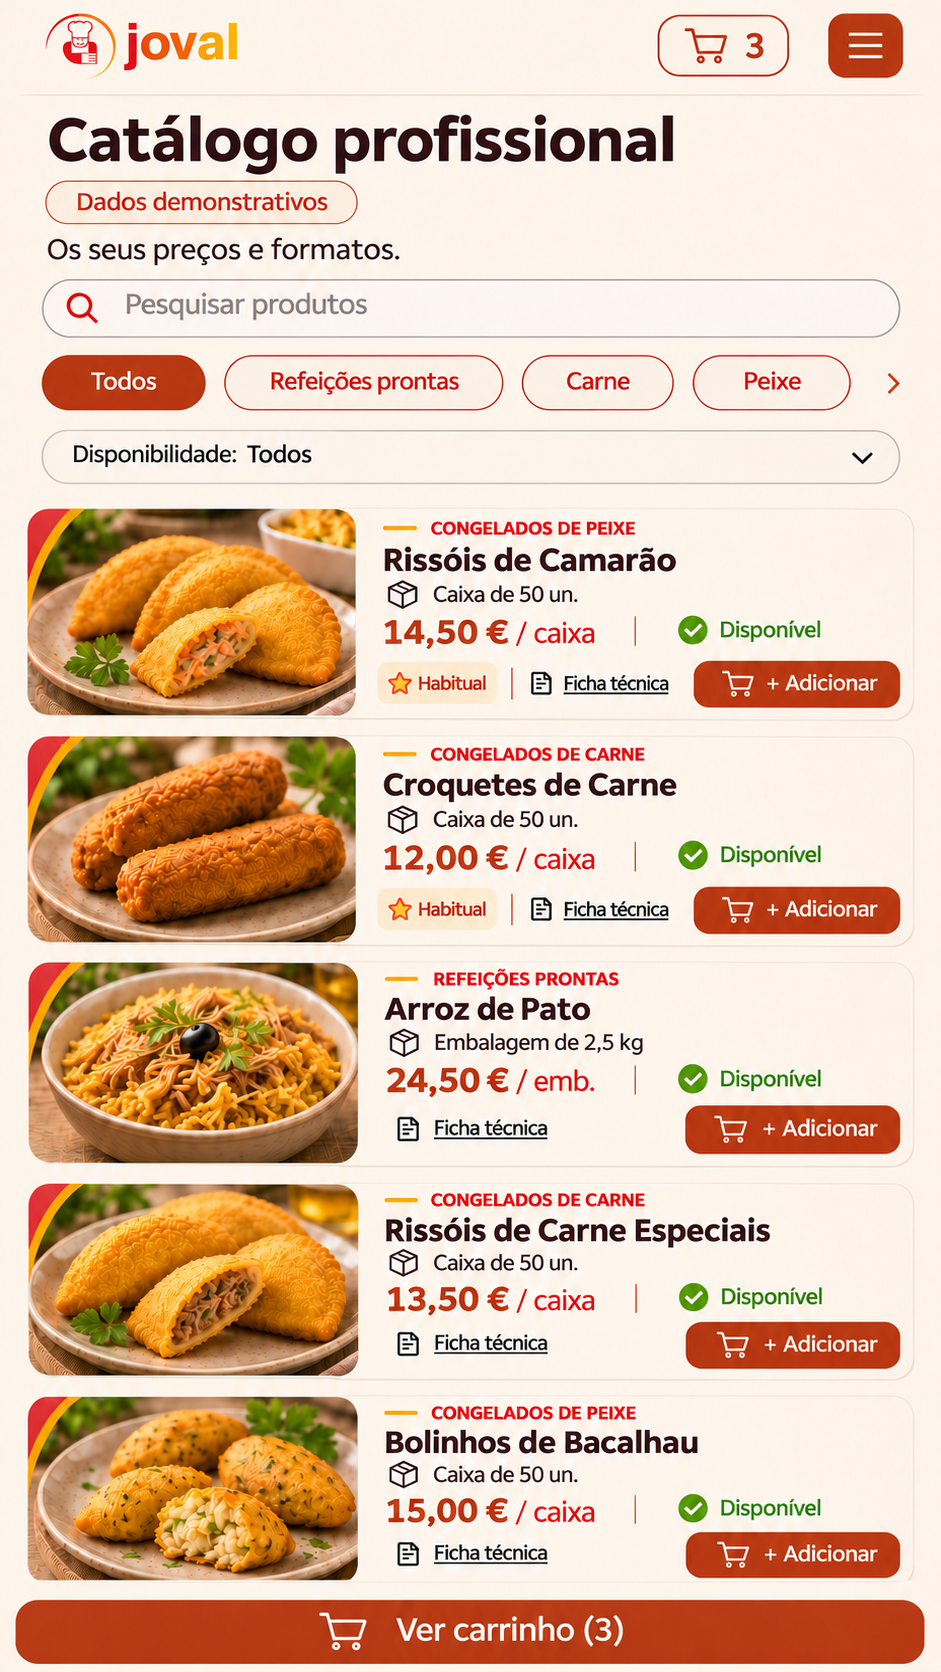 joval
3
Catálogo profissional
Dados demonstrativos
Os seus preços e formatos.
Pesquisar produtos
Todos
Refeições prontas
Carne
Peixe
Disponibilidade: Todos
CONGELADOS DE PEIXE
Rissóis de Camarão
Caixa de 50 un.
14,50 € / caixa
Disponível
Habitual
Ficha técnica
+ Adicionar
CONGELADOS DE CARNE
Croquetes de Carne
Caixa de 50 un.
12,00 € / caixa
Disponível
Habitual
Ficha técnica
+ Adicionar
REFEIÇÕES PRONTAS
Arroz de Pato
Embalagem de 2,5 kg
24,50 € / emb.
Disponível
Ficha técnica
+ Adicionar
CONGELADOS DE CARNE
Rissóis de Carne Especiais
Caixa de 50 un.
13,50 € / caixa
Disponível
Ficha técnica
+ Adicionar
CONGELADOS DE PEIXE
Bolinhos de Bacalhau
Caixa de 50 un.
15,00 € / caixa
Disponível
Ficha técnica
+ Adicionar
Ver carrinho (3)